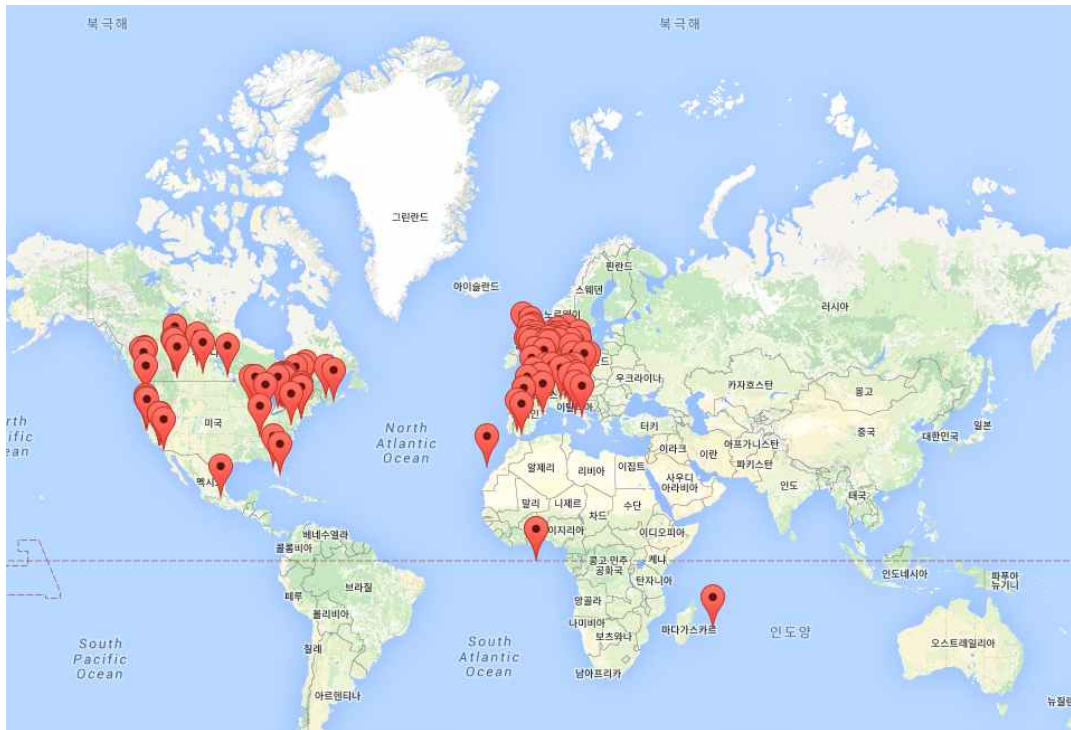 북극해
북극해
그린란드
핀란드
스웨덴
아이슬란드
노르웨이
러시아
우크라이나
카자흐스탄
몽골
이탈리아
미국
North
Atlantic
Ocean
터키
아프가니스탄
중국
대한민국
일본
이라크
이란
파키스탄
알제리
리비아
이집트
사우디
아라비아
인도
멕시코
태국
말리
니제르
차드
수단
베네수엘라
콜롬비아
이디오피아
콩고 민주
공화국
케냐
인도네시아
파푸아
뉴기니
탄자니아
페루
브라질
볼리비아
앙골라
나미비아
보츠와나
마다가스카르
인도양
South
Pacific
Ocean
South
Atlantic
Ocean
칠레
오스트레일리아
남아프리카
아르헨티나